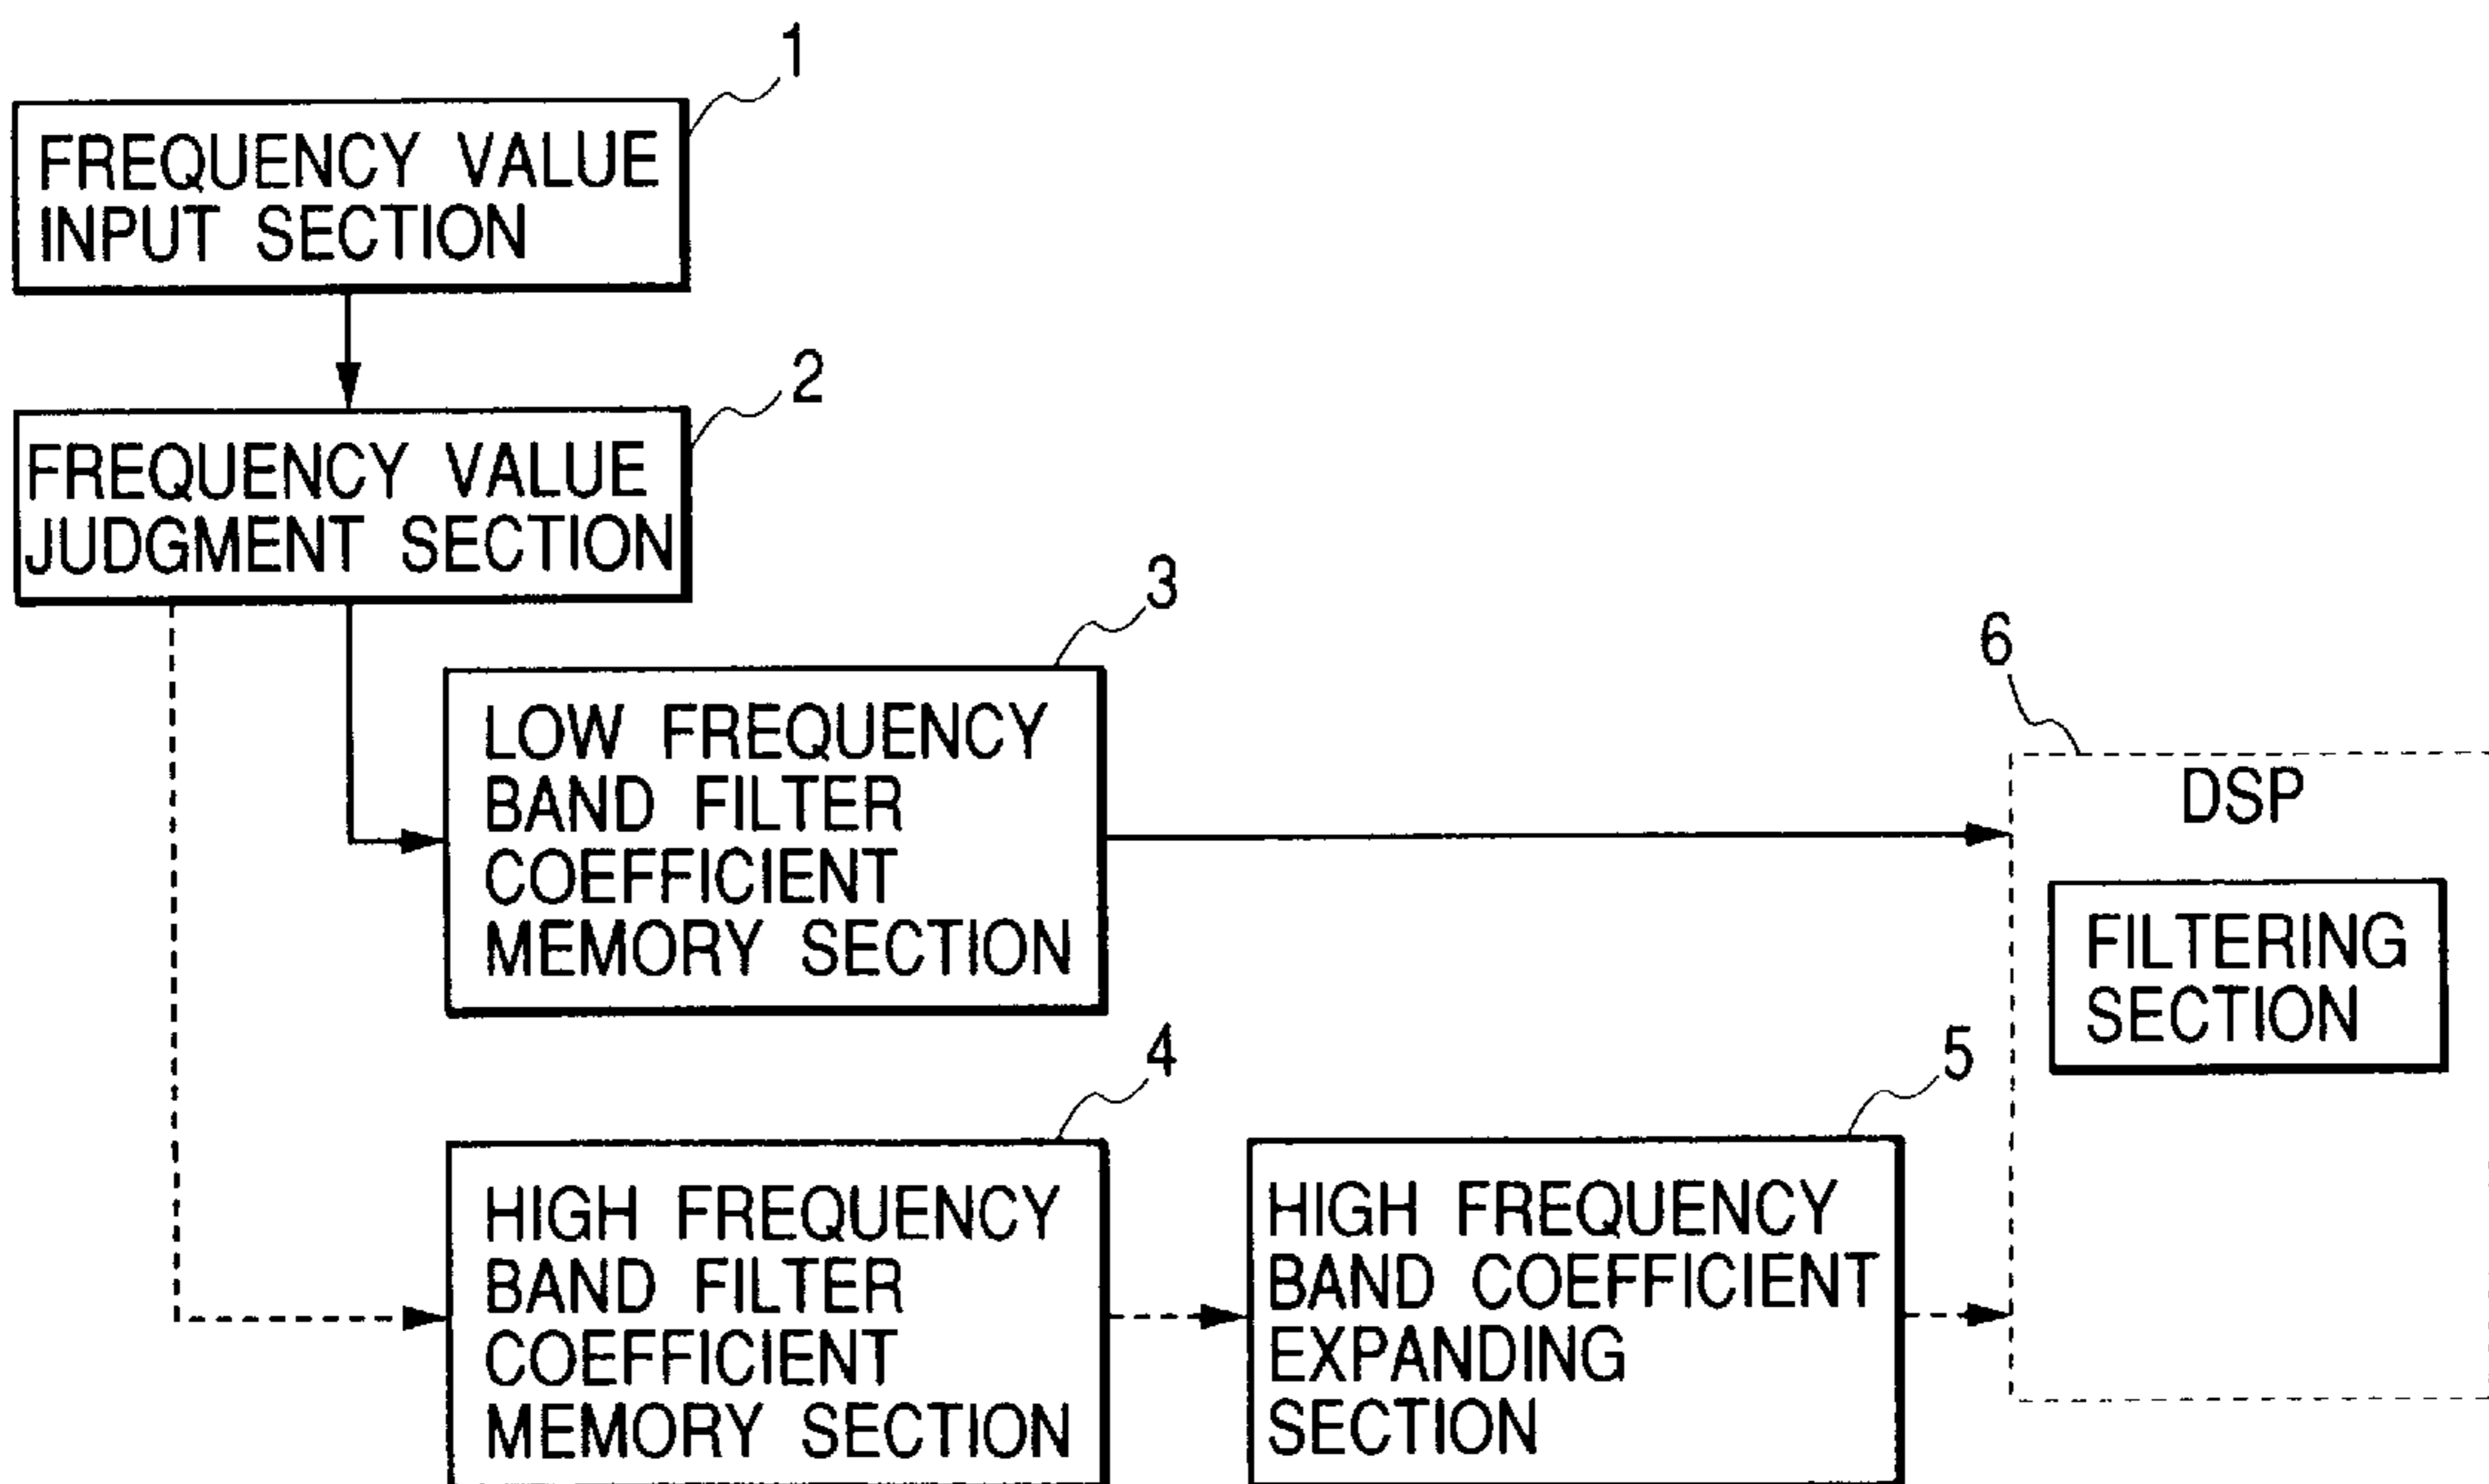 1
FREQUENCY VALUE
INPUT SECTION
2
FREQUENCY VALUE
JUDGMENT SECTION
3
LOW FREQUENCY
BAND FILTER
COEFFICIENT
MEMORY SECTION
6
DSP
FILTERING
SECTION
4
HIGH FREQUENCY
BAND FILTER
COEFFICIENT
MEMORY SECTION
5
HIGH FREQUENCY
BAND COEFFICIENT
EXPANDING
SECTION